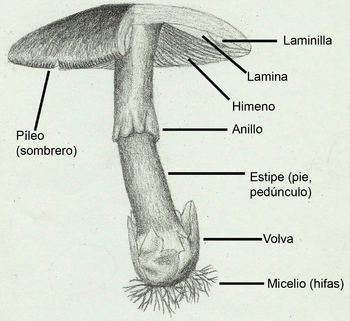 Laminilla
Lamina
Himeno
Anillo
Píleo
(sombrero)
Estipe (pie,
pedúnculo)
Volva
Micelio (hifas)